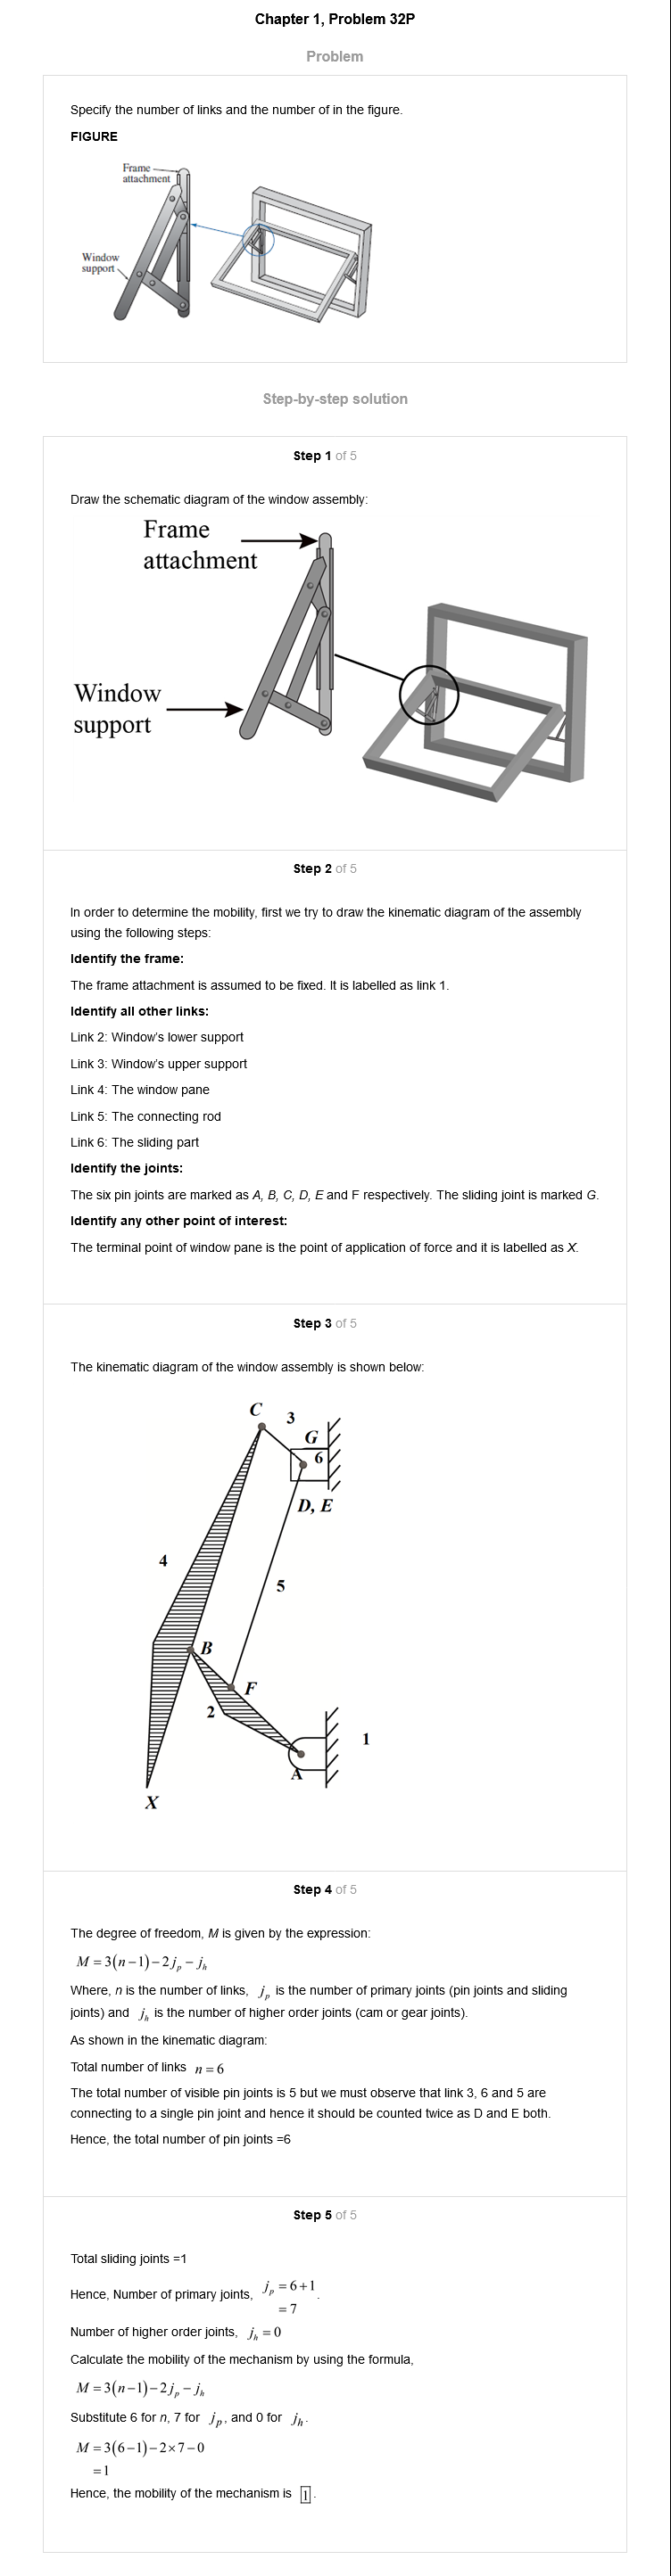 Chapter 1, Problem 32P
Problem
Specify the number of links and the number of in the figure.
FIGURE
Frame
attachment
Window
support
Step-by-step solution
Step 1 of 5
Draw the schematic diagram of the window assembly:
Frame
attachment
Window
support
Step 2 of 5
In order to determine the mobility, first we try to draw the kinematic diagram of the assembly
using the following steps:
Identify the frame:
The frame attachment is assumed to be fixed. It is labelled as link 1.
Identify all other links:
Link 2: Window's lower support
Link 3: Window's upper support
Link 4: The window pane
Link 5: The connecting rod
Link 6: The sliding part
Identify the joints:
The six pin joints are marked as A, B, C, D, E and F respectively. The sliding joint is marked G.
Identify any other point of interest:
The terminal point of window pane is the point of application of force and it is labelled as X.
Step 3 of 5
The kinematic diagram of the window assembly is shown below:
C
3
G
6
D, E
4
5
B
F
2
1
A
X
Step 4 of 5
The degree of freedom, M is given by the expression:
M = 3(n−1)−2j_p − j_h
Where, n is the number of links, j_p is the number of primary joints (pin joints and sliding
joints) and j_h is the number of higher order joints (cam or gear joints).
As shown in the kinematic diagram:
Total number of links n = 6
The total number of visible pin joints is 5 but we must observe that link 3, 6 and 5 are
connecting to a single pin joint and hence it should be counted twice as D and E both.
Hence, the total number of pin joints =6
Step 5 of 5
Total sliding joints =1
Hence, Number of primary joints, j_p = 6+1
= 7.
Number of higher order joints, j_h = 0
Calculate the mobility of the mechanism by using the formula,
M = 3(n−1)−2j_p − j_h
Substitute 6 for n, 7 for j_p, and 0 for j_h.
M = 3(6−1)−2×7−0
= 1
Hence, the mobility of the mechanism is 1.